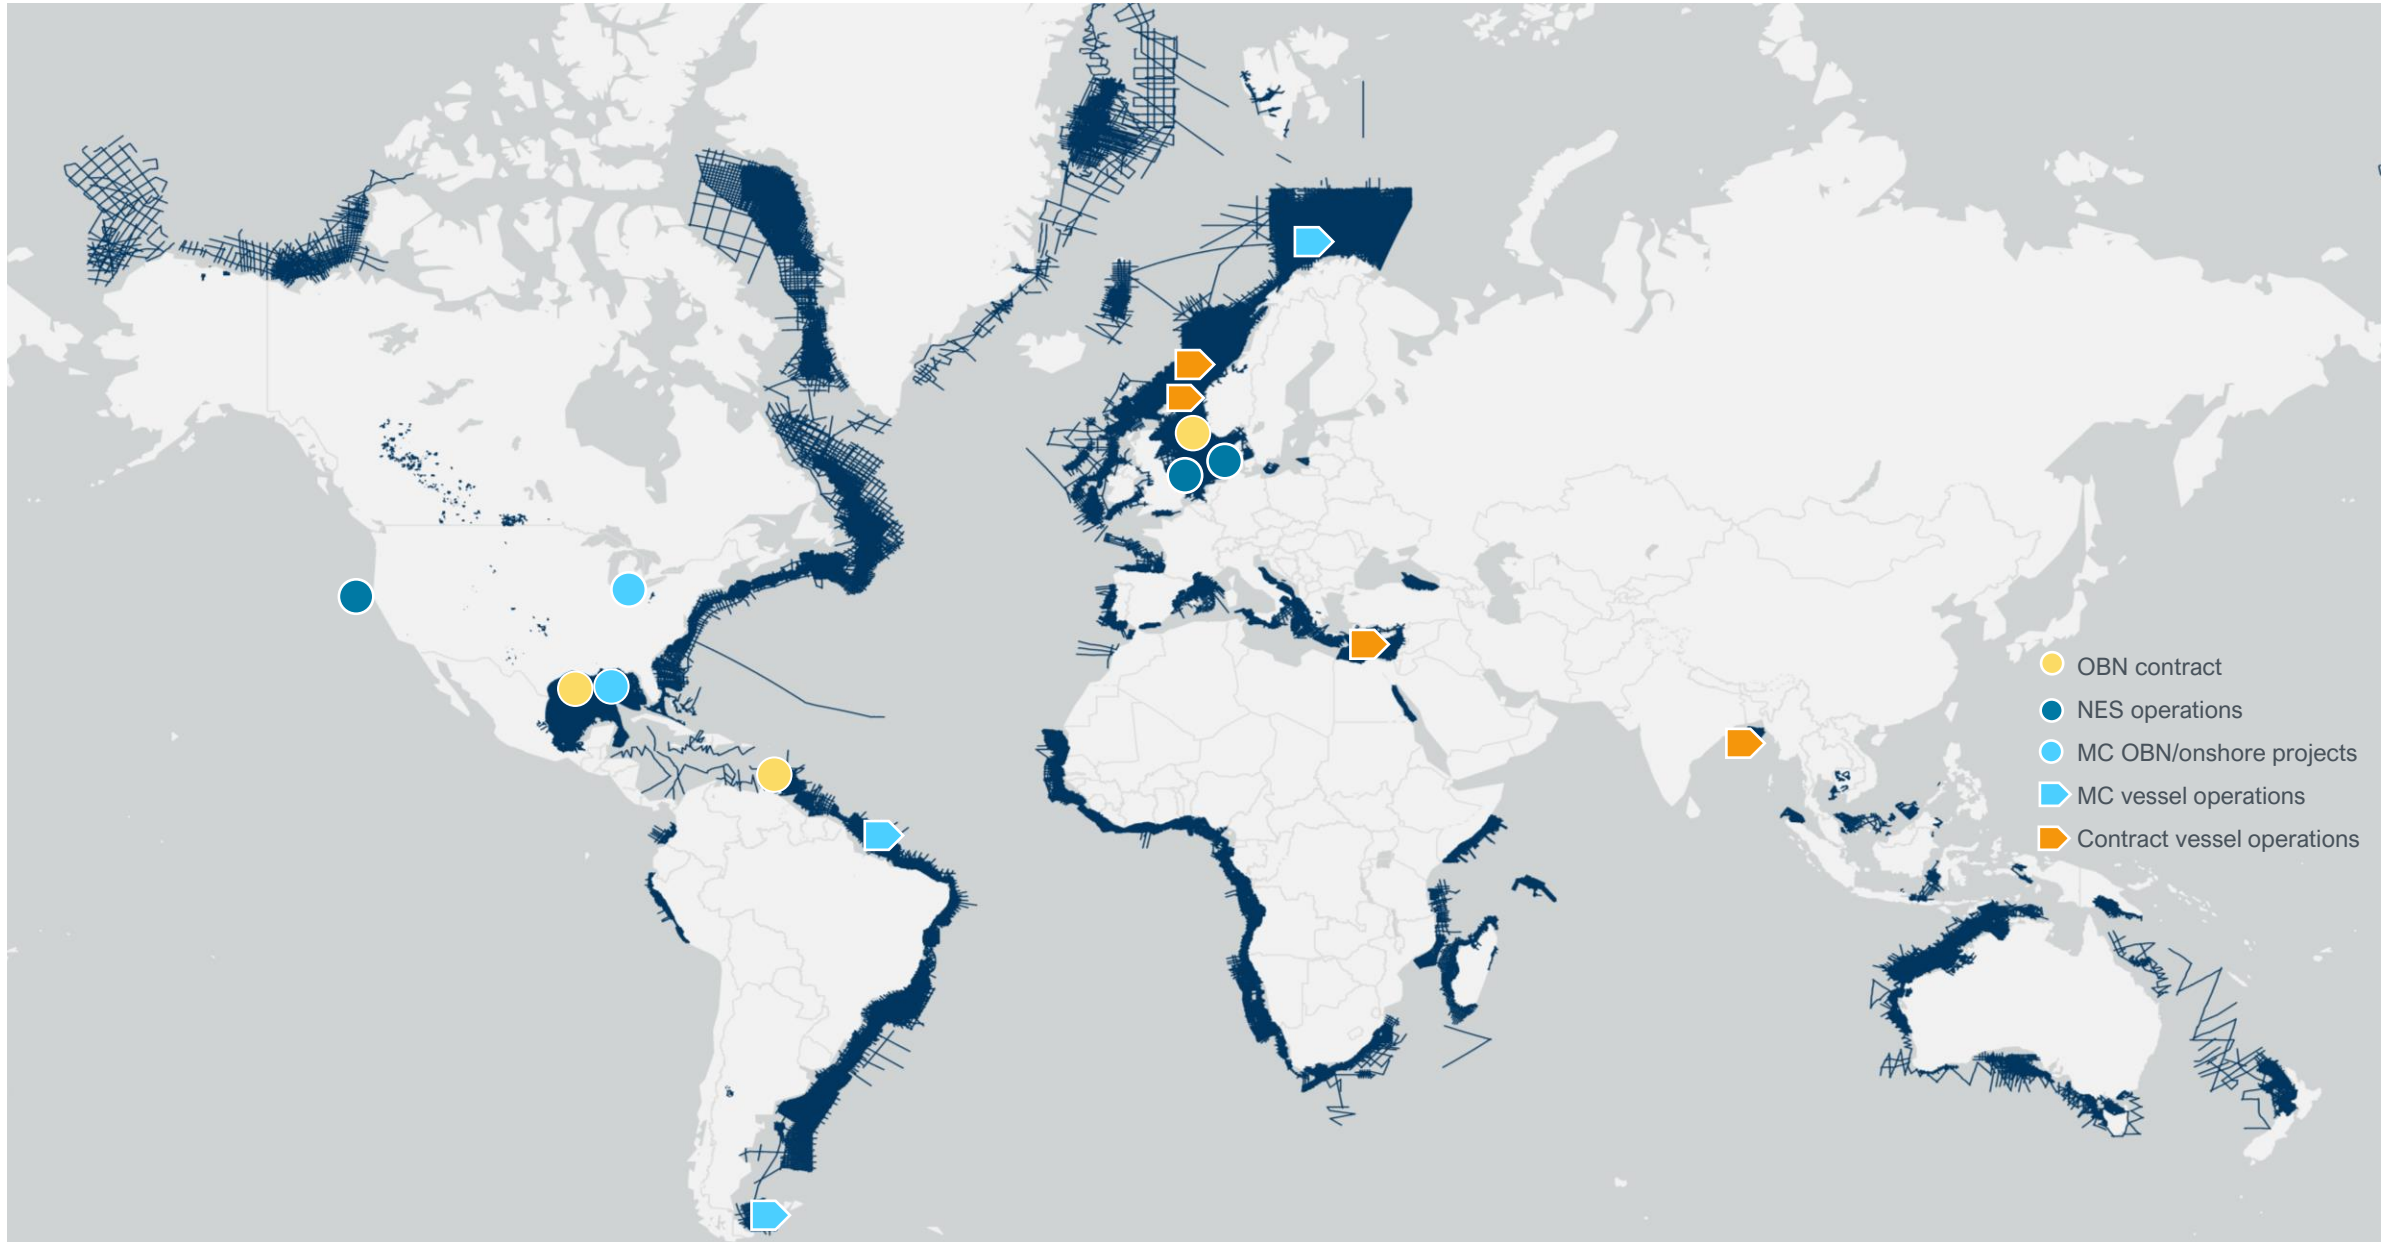 OBN contract
NES operations
MC OBN/onshore projects
MC vessel operations
Contract vessel operations